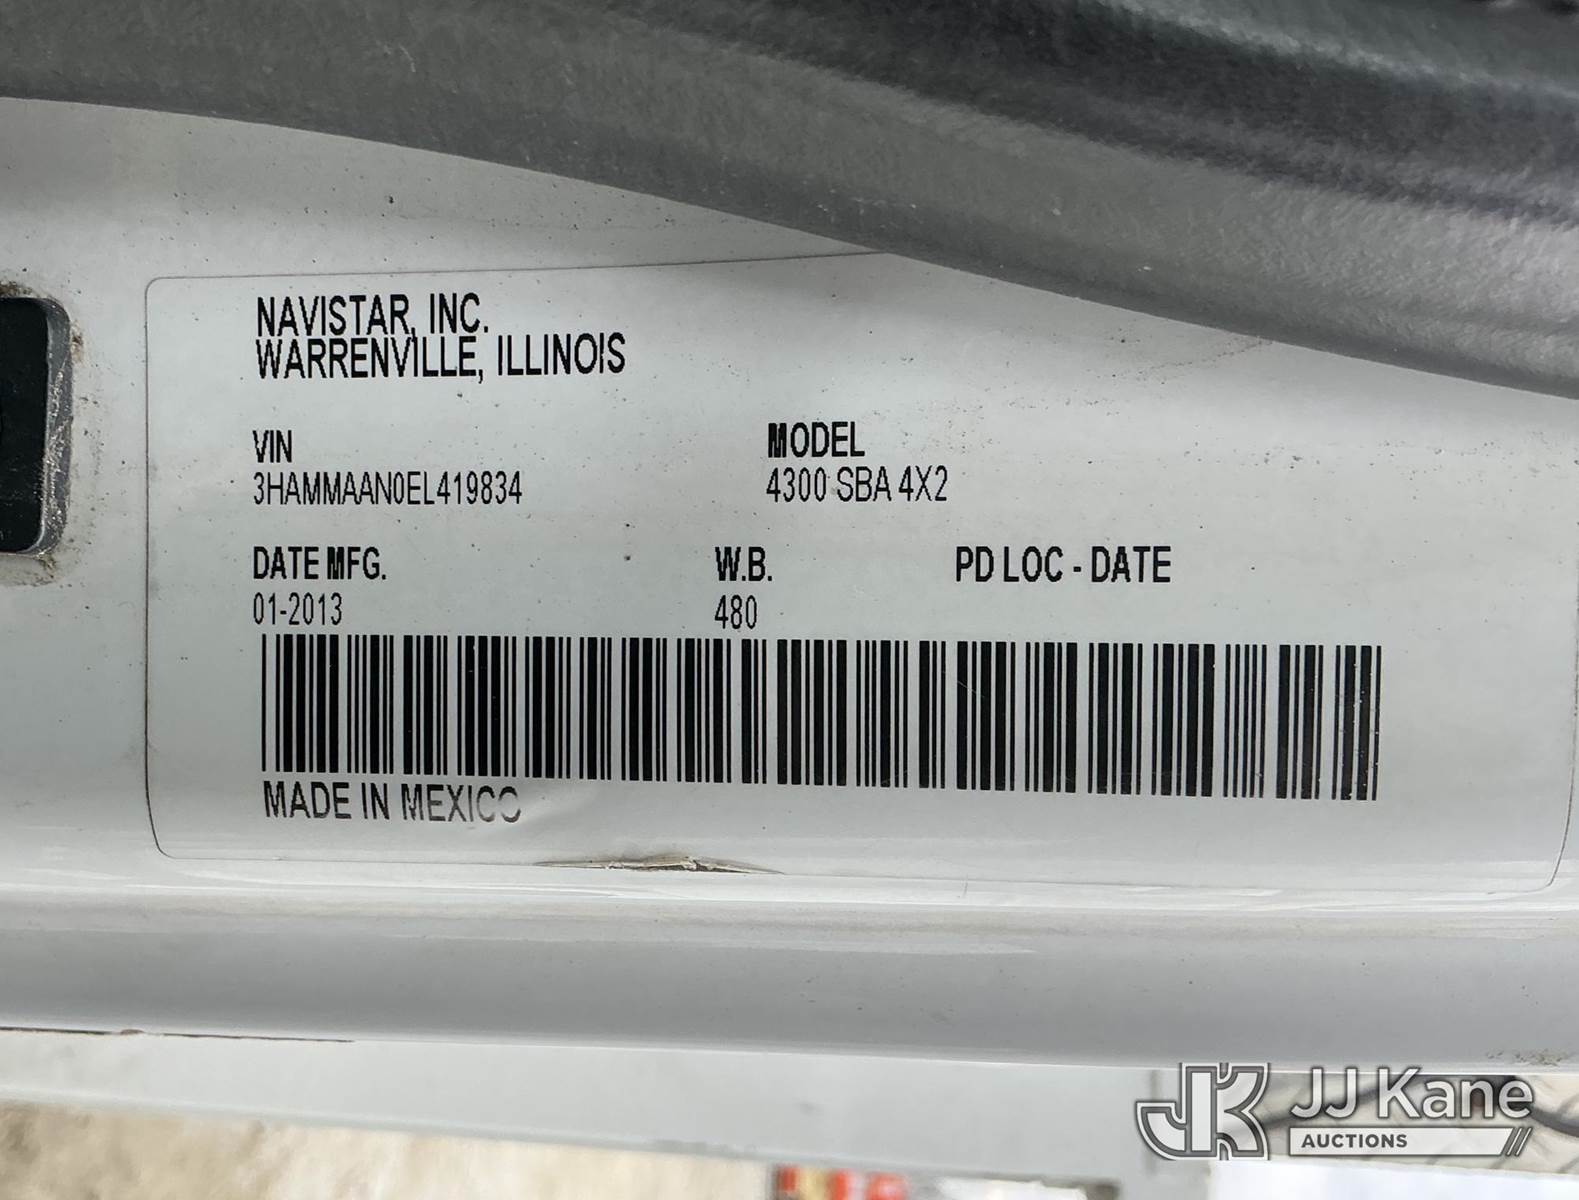 NAVISTAR, INC.
WARRENVILLE, ILLINOIS
VIN
3HAMMAAN0EL419834
MODEL
4300 SBA 4X2
DATE MFG.
01-2013
W.B.
480
PD LOC - DATE
MADE IN MEXICO
JK JJ Kane
AUCTIONS